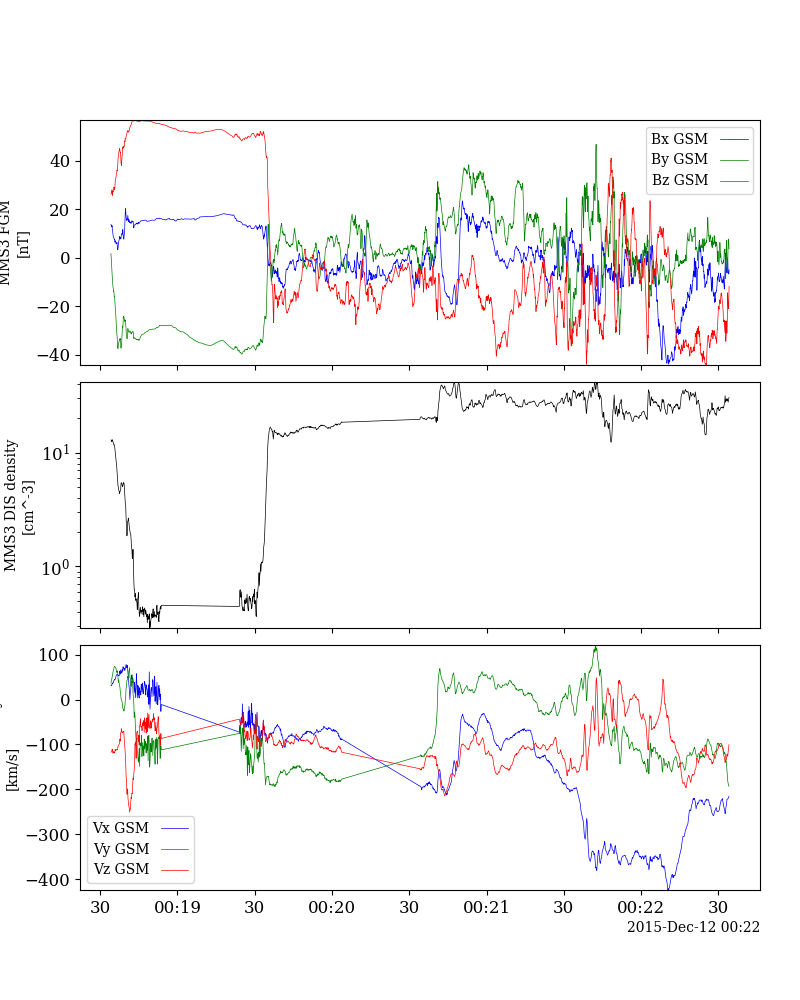 MMS3 FGM
[nT]
40
20
0
−20
−40
Bx GSM
By GSM
Bz GSM
MMS3 DIS density
[cm^-3]
10^1
10^0
[km/s]
100
0
−100
−200
−300
−400
Vx GSM
Vy GSM
Vz GSM
30 00:19 30 00:20 30 00:21 30 00:22 30
2015-Dec-12 00:22